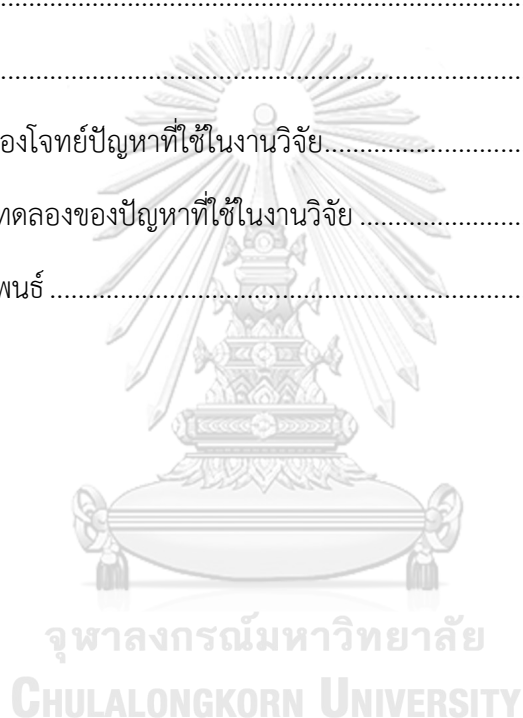 ................................................................
................................................................
องโจทย์ปัญหาที่ใช้ในงานวิจัย........................
ทดลองของปัญหาที่ใช้ในงานวิจัย ....................
พนธ์ ..........................................................
จุฬาลงกรณ์มหาวิทยาลัย
CHULALONGKORN UNIVERSITY